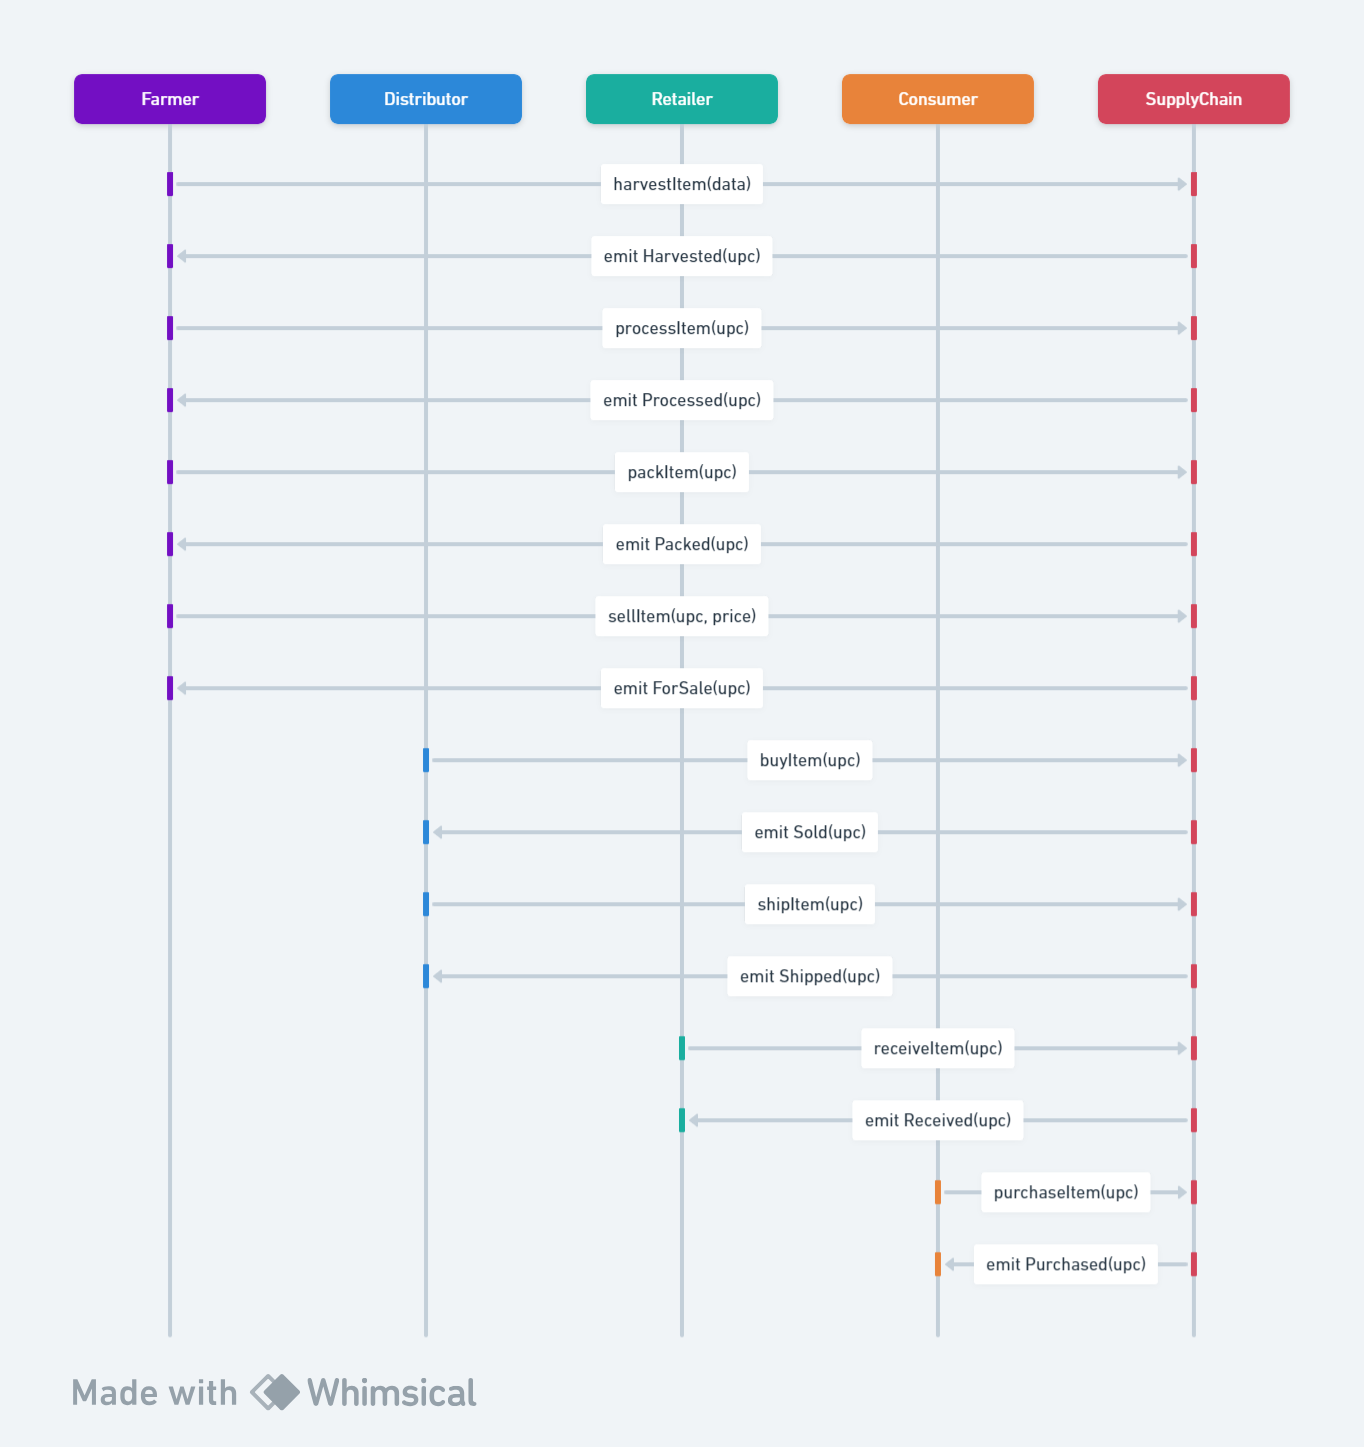 Farmer
Distributor
Retailer
Consumer
SupplyChain
harvestItem(data)
emit Harvested(upc)
processItem(upc)
emit Processed(upc)
packItem(upc)
emit Packed(upc)
sellItem(upc, price)
emit ForSale(upc)
buyItem(upc)
emit Sold(upc)
shipItem(upc)
emit Shipped(upc)
receiveItem(upc)
emit Received(upc)
purchaseItem(upc)
emit Purchased(upc)
Made with Whimsical